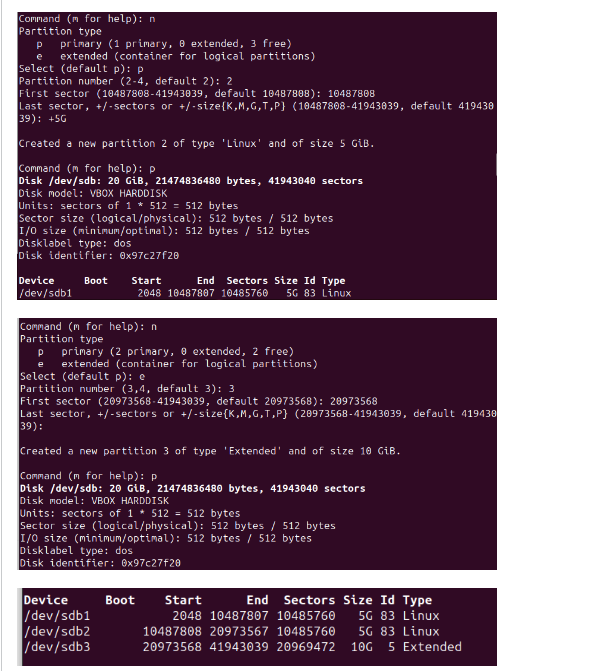 Command (m for help): n
Partition type
   p   primary (1 primary, 0 extended, 3 free)
   e   extended (container for logical partitions)
Select (default p): p
Partition number (2-4, default 2): 2
First sector (10487808-41943039, default 10487808): 10487808
Last sector, +/-sectors or +/-size{K,M,G,T,P} (10487808-41943039, default 419430
39): +5G
Created a new partition 2 of type 'Linux' and of size 5 GiB.
Command (m for help): p
Disk /dev/sdb: 20 GiB, 21474836480 bytes, 41943040 sectors
Disk model: VBOX HARDDISK
Units: sectors of 1 * 512 = 512 bytes
Sector size (logical/physical): 512 bytes / 512 bytes
I/O size (minimum/optimal): 512 bytes / 512 bytes
Disklabel type: dos
Disk identifier: 0x97c27f20
Device     Boot    Start      End  Sectors Size Id Type
/dev/sdb1           2048 10487807 10485760   5G 83 Linux
Command (m for help): n
Partition type
   p   primary (2 primary, 0 extended, 2 free)
   e   extended (container for logical partitions)
Select (default p): e
Partition number (3,4, default 3): 3
First sector (20973568-41943039, default 20973568): 20973568
Last sector, +/-sectors or +/-size{K,M,G,T,P} (20973568-41943039, default 419430
39):
Created a new partition 3 of type 'Extended' and of size 10 GiB.
Command (m for help): p
Disk /dev/sdb: 20 GiB, 21474836480 bytes, 41943040 sectors
Disk model: VBOX HARDDISK
Units: sectors of 1 * 512 = 512 bytes
Sector size (logical/physical): 512 bytes / 512 bytes
I/O size (minimum/optimal): 512 bytes / 512 bytes
Disklabel type: dos
Disk identifier: 0x97c27f20
Device     Boot    Start      End  Sectors Size Id Type
/dev/sdb1           2048 10487807 10485760   5G 83 Linux
/dev/sdb2       10487808 20973567 10485760   5G 83 Linux
/dev/sdb3       20973568 41943039 20969472  10G  5 Extended